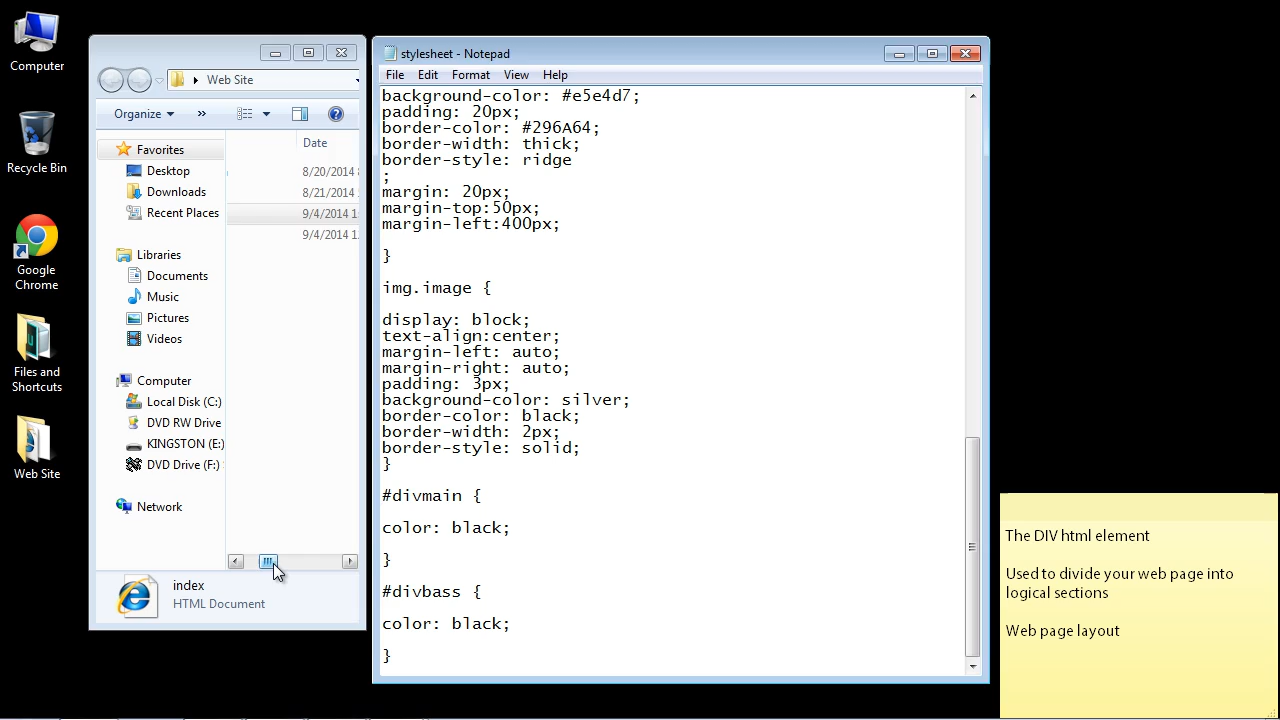 Computer
Recycle Bin
Google
Chrome
Files and
Shortcuts
Web Site
Web Site
Organize
»
Favorites
Desktop
Downloads
Recent Places
Libraries
Documents
Music
Pictures
Videos
Computer
Local Disk (C:)
DVD RW Drive
KINGSTON (E:)
DVD Drive (F:)
Network
Date
8/20/2014
8/21/2014
9/4/2014 1
9/4/2014 1
index
HTML Document
stylesheet - Notepad
File Edit Format View Help
background-color: #e5e4d7;
padding: 20px;
border-color: #296A64;
border-width: thick;
border-style: ridge
;
margin: 20px;
margin-top:50px;
margin-left:400px;
}
img.image {
display: block;
text-align:center;
margin-left: auto;
margin-right: auto;
padding: 3px;
background-color: silver;
border-color: black;
border-width: 2px;
border-style: solid;
}
#divmain {
color: black;
}
#divbass {
color: black;
}
The DIV html element
Used to divide your web page into
logical sections
Web page layout